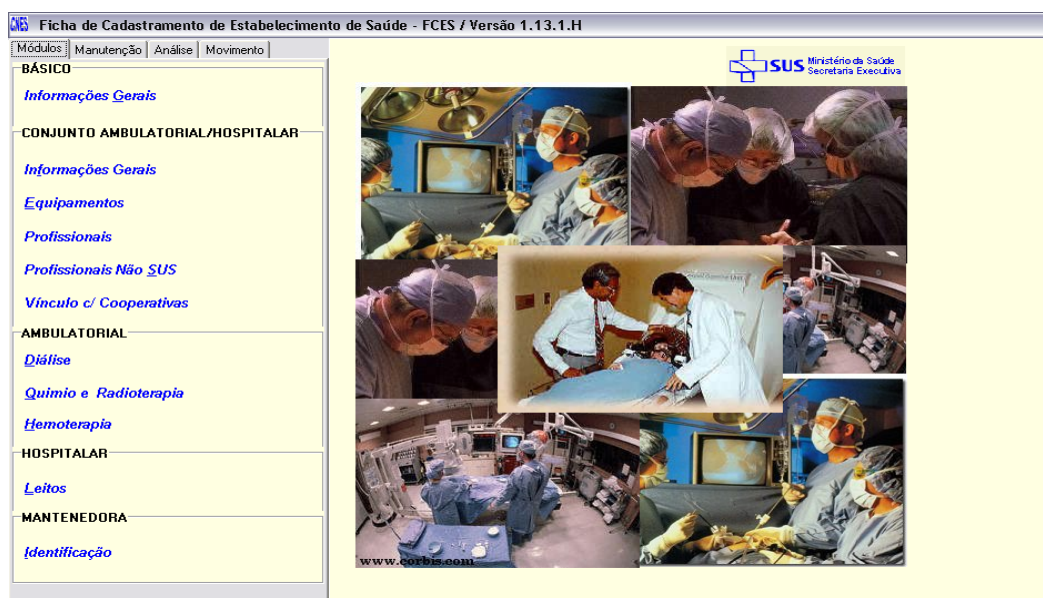 CNES Ficha de Cadastramento de Estabelecimento de Saúde - FCES / Versão 1.13.1.H
Módulos Manutenção Análise Movimento
BÁSICO
Informações Gerais
CONJUNTO AMBULATORIAL/HOSPITALAR
Informações Gerais
Equipamentos
Profissionais
Profissionais Não SUS
Vínculo c/ Cooperativas
AMBULATORIAL
Diálise
Quimio e Radioterapia
Hemoterapia
HOSPITALAR
Leitos
MANTENEDORA
Identificação
SUS
Ministério da Saúde
Secretaria Executiva
www.corbis.com